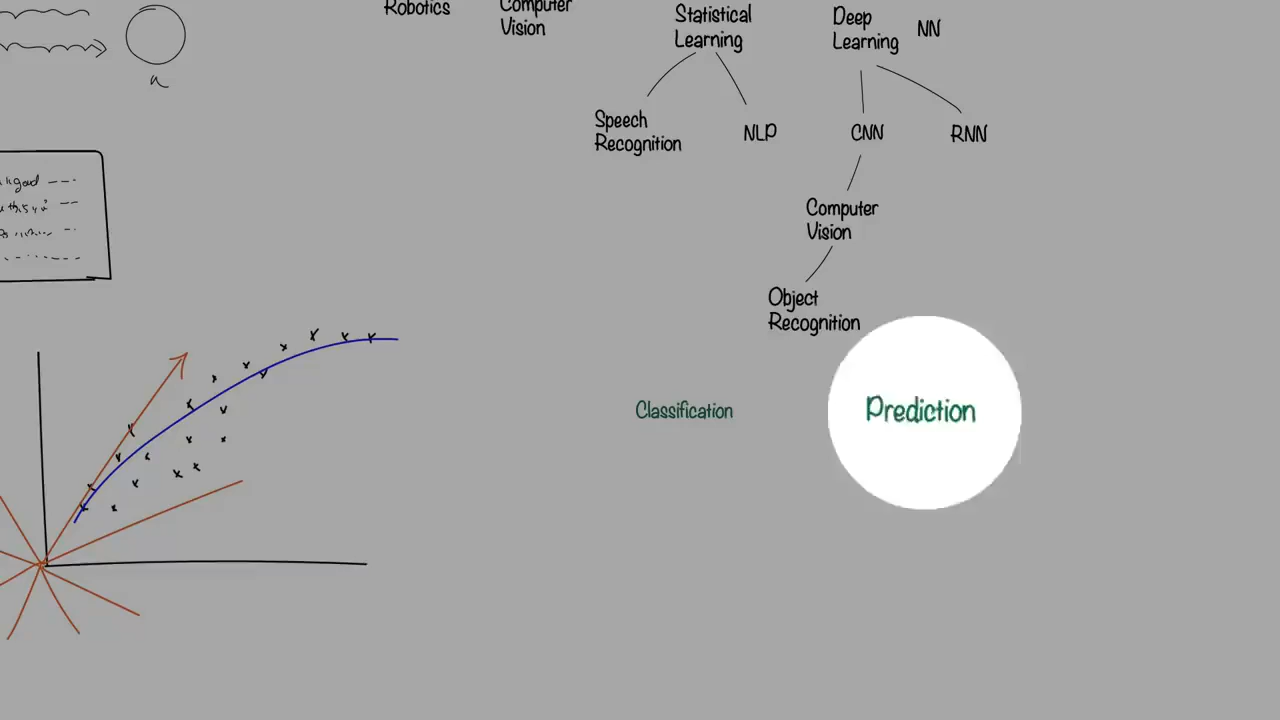 Robotics
Computer
Vision
Statistical
Learning
Deep
Learning
NN
n
Speech
Recognition
NLP
CNN
RNN
Computer
Vision
Object
Recognition
Classification
Prediction